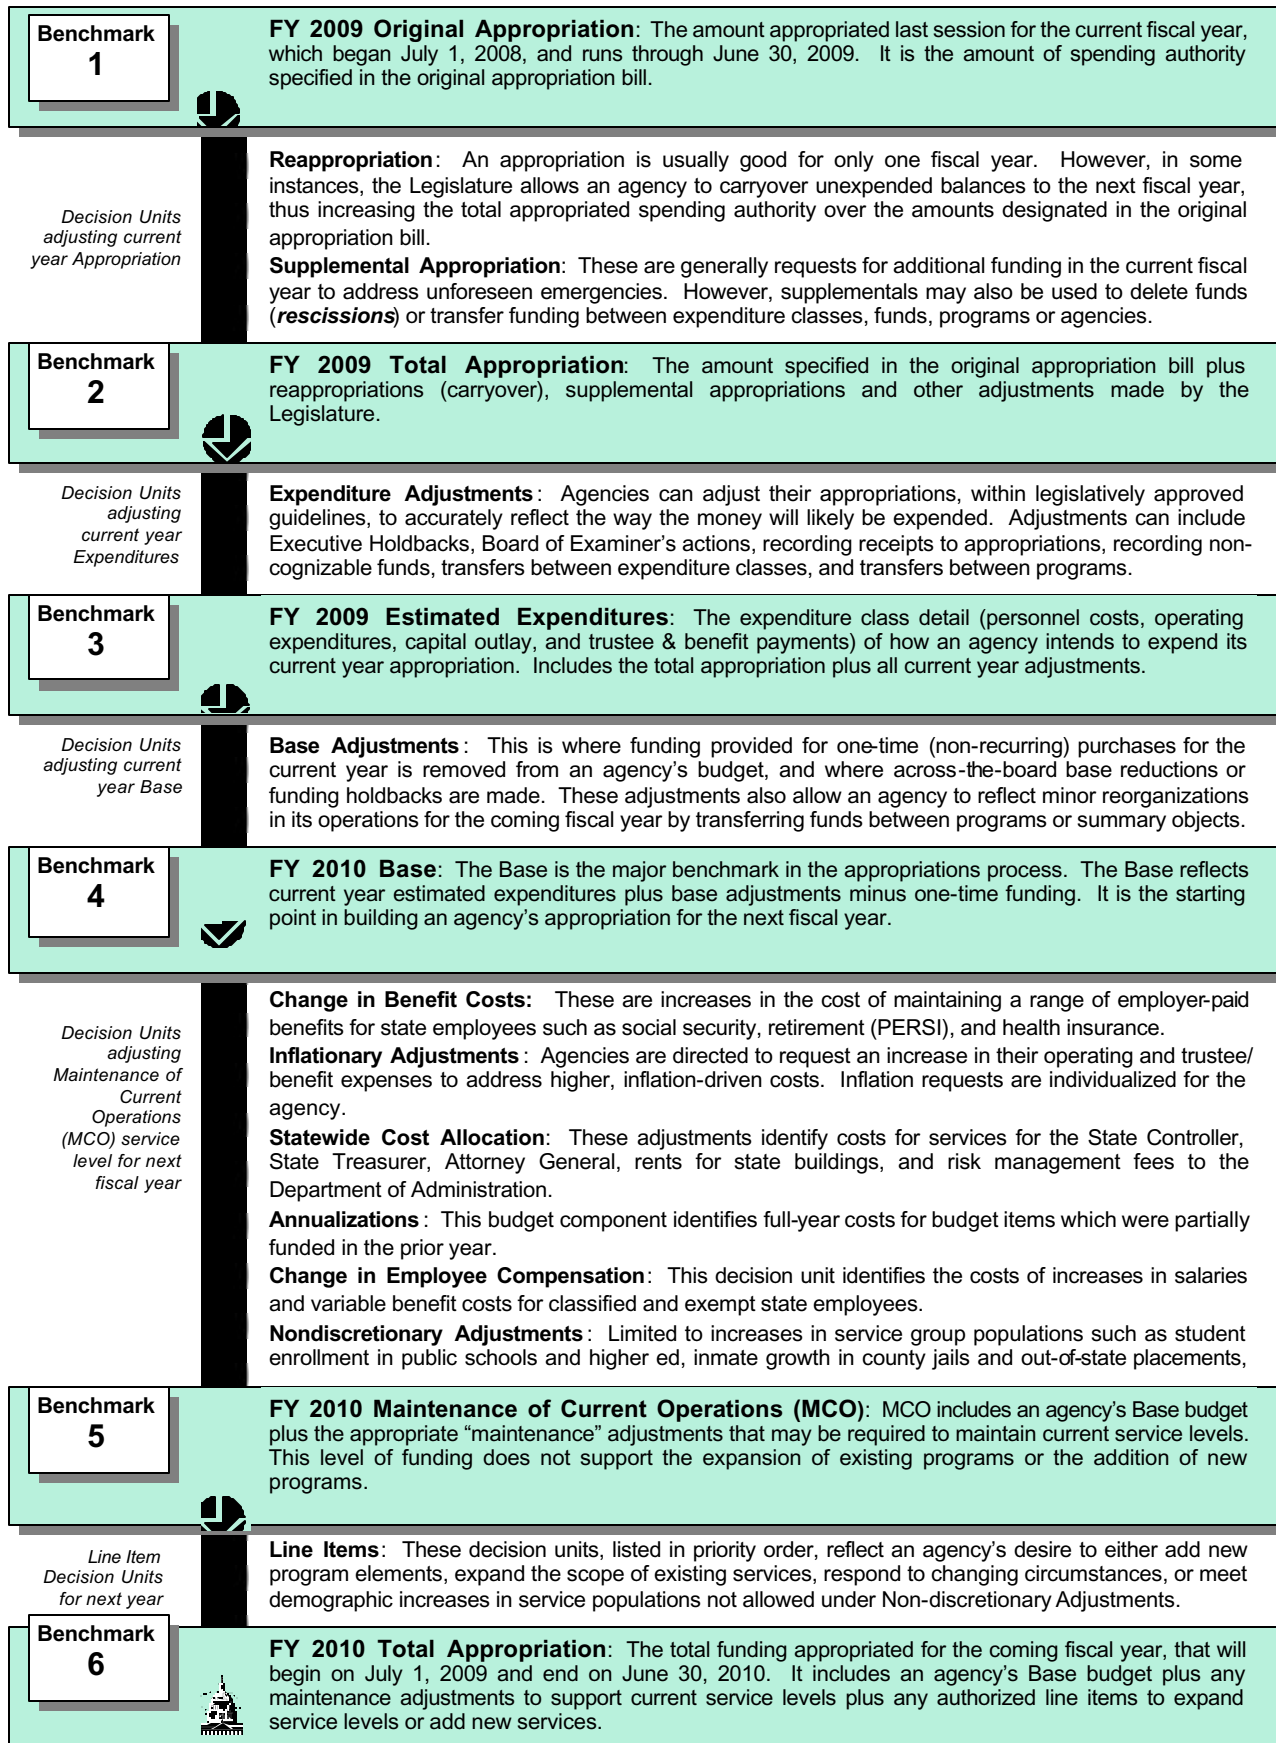 Benchmark
1
FY 2009 Original Appropriation: The amount appropriated last session for the current fiscal year,
which began July 1, 2008, and runs through June 30, 2009. It is the amount of spending authority
specified in the original appropriation bill.
Decision Units
adjusting current
year Appropriation
Reappropriation: An appropriation is usually good for only one fiscal year. However, in some
instances, the Legislature allows an agency to carryover unexpended balances to the next fiscal year,
thus increasing the total appropriated spending authority over the amounts designated in the original
appropriation bill.
Supplemental Appropriation: These are generally requests for additional funding in the current fiscal
year to address unforeseen emergencies. However, supplementals may also be used to delete funds
(rescissions) or transfer funding between expenditure classes, funds, programs or agencies.
Benchmark
2
FY 2009 Total Appropriation: The amount specified in the original appropriation bill plus
reappropriations (carryover), supplemental appropriations and other adjustments made by the
Legislature.
Decision Units
adjusting
current year
Expenditures
Expenditure Adjustments: Agencies can adjust their appropriations, within legislatively approved
guidelines, to accurately reflect the way the money will likely be expended. Adjustments can include
Executive Holdbacks, Board of Examiner's actions, recording receipts to appropriations, recording non-
cognizable funds, transfers between expenditure classes, and transfers between programs.
Benchmark
3
FY 2009 Estimated Expenditures: The expenditure class detail (personnel costs, operating
expenditures, capital outlay, and trustee & benefit payments) of how an agency intends to expend its
current year appropriation. Includes the total appropriation plus all current year adjustments.
Decision Units
adjusting current
year Base
Base Adjustments: This is where funding provided for one-time (non-recurring) purchases for the
current year is removed from an agency's budget, and where across-the-board base reductions or
funding holdbacks are made. These adjustments also allow an agency to reflect minor reorganizations
in its operations for the coming fiscal year by transferring funds between programs or summary objects.
Benchmark
4
FY 2010 Base: The Base is the major benchmark in the appropriations process. The Base reflects
current year estimated expenditures plus base adjustments minus one-time funding. It is the starting
point in building an agency's appropriation for the next fiscal year.
Decision Units
adjusting
Maintenance of
Current
Operations
(MCO) service
level for next
fiscal year
Change in Benefit Costs: These are increases in the cost of maintaining a range of employer-paid
benefits for state employees such as social security, retirement (PERSI), and health insurance.
Inflationary Adjustments: Agencies are directed to request an increase in their operating and trustee/
benefit expenses to address higher, inflation-driven costs. Inflation requests are individualized for the
agency.
Statewide Cost Allocation: These adjustments identify costs for services for the State Controller,
State Treasurer, Attorney General, rents for state buildings, and risk management fees to the
Department of Administration.
Annualizations: This budget component identifies full-year costs for budget items which were partially
funded in the prior year.
Change in Employee Compensation: This decision unit identifies the costs of increases in salaries
and variable benefit costs for classified and exempt state employees.
Nondiscretionary Adjustments: Limited to increases in service group populations such as student
enrollment in public schools and higher ed, inmate growth in county jails and out-of-state placements,
Benchmark
5
FY 2010 Maintenance of Current Operations (MCO): MCO includes an agency's Base budget
plus the appropriate “maintenance” adjustments that may be required to maintain current service levels.
This level of funding does not support the expansion of existing programs or the addition of new
programs.
Line Item
Decision Units
for next year
Line Items: These decision units, listed in priority order, reflect an agency's desire to either add new
program elements, expand the scope of existing services, respond to changing circumstances, or meet
demographic increases in service populations not allowed under Non-discretionary Adjustments.
Benchmark
6
FY 2010 Total Appropriation: The total funding appropriated for the coming fiscal year, that will
begin on July 1, 2009 and end on June 30, 2010. It includes an agency's Base budget plus any
maintenance adjustments to support current service levels plus any authorized line items to expand
service levels or add new services.